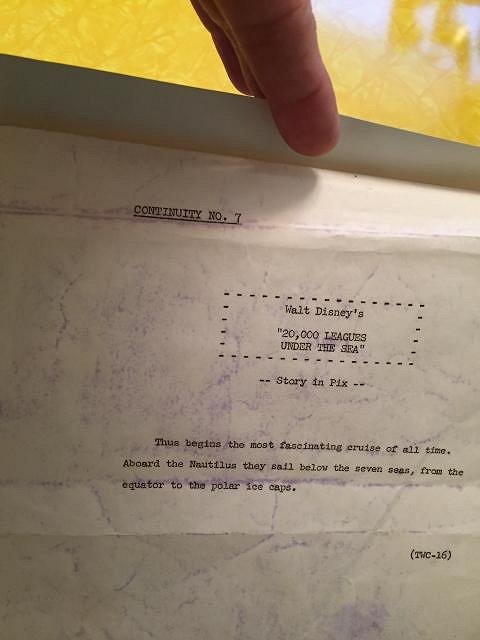 CONTINUITY NO. 7
Walt Disney's
"20,000 LEAGUES
UNDER THE SEA"
-- Story in Pix --
Thus begins the most fascinating cruise of all time.
Aboard the Nautilus they sail below the seven seas, from the
equator to the polar ice caps.
(TWC-16)